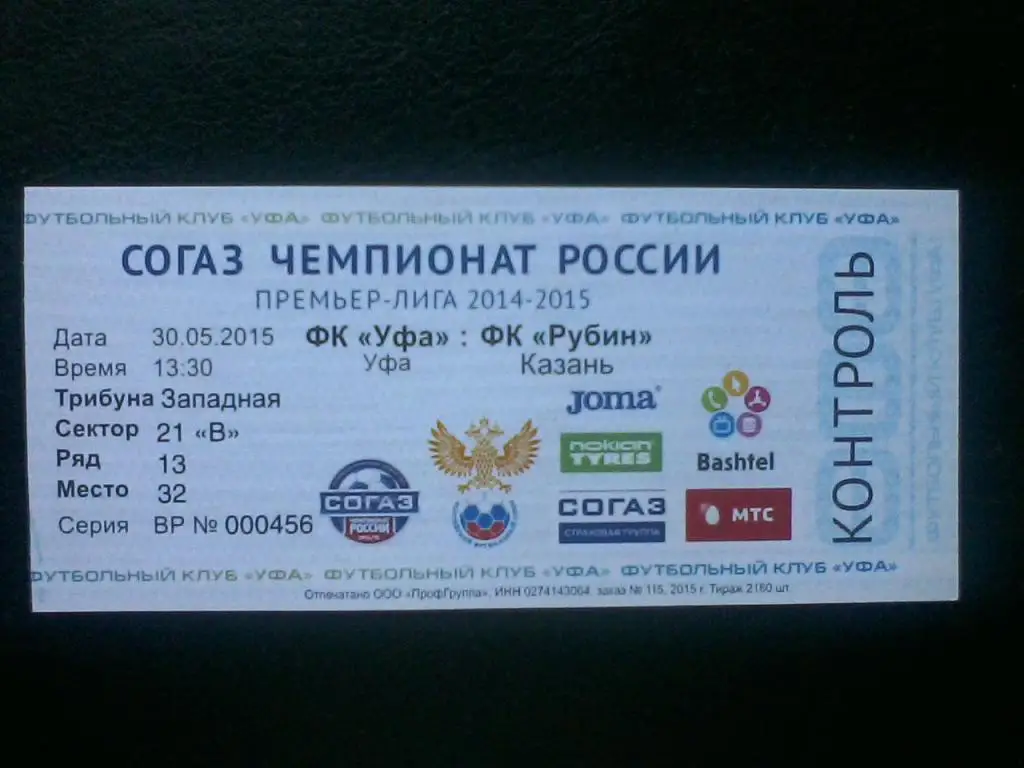 ФУТБОЛЬНЫЙ КЛУБ «УФА» ФУТБОЛЬНЫЙ КЛУБ «УФА» ФУТБОЛЬНЫЙ КЛУБ «УФА»
СОГАЗ ЧЕМПИОНАТ РОССИИ
ПРЕМЬЕР-ЛИГА 2014-2015
Дата 30.05.2015 ФК «Уфа» : ФК «Рубин»
Уфа Казань
Время 13:30
Трибуна Западная
Сектор 21 «В»
Ряд 13
Место 32
Серия ВР № 000456
СОГАЗ
РОССИИ
JOMA
NOKIAN
TYRES
Bashtel
СОГАЗ
СТРАХОВАЯ ГРУППА
МТС
КОНТРОЛЬ
ФУТБОЛЬНЫЙ КЛУБ «УФА» ФУТБОЛЬНЫЙ КЛУБ «УФА» ФУТБОЛЬНЫЙ КЛУБ «УФА»
Отпечатано ООО «ПрофГруппа», ИНН 0274143064, заказ № 115, 2015 г. Тираж 2160 шт.